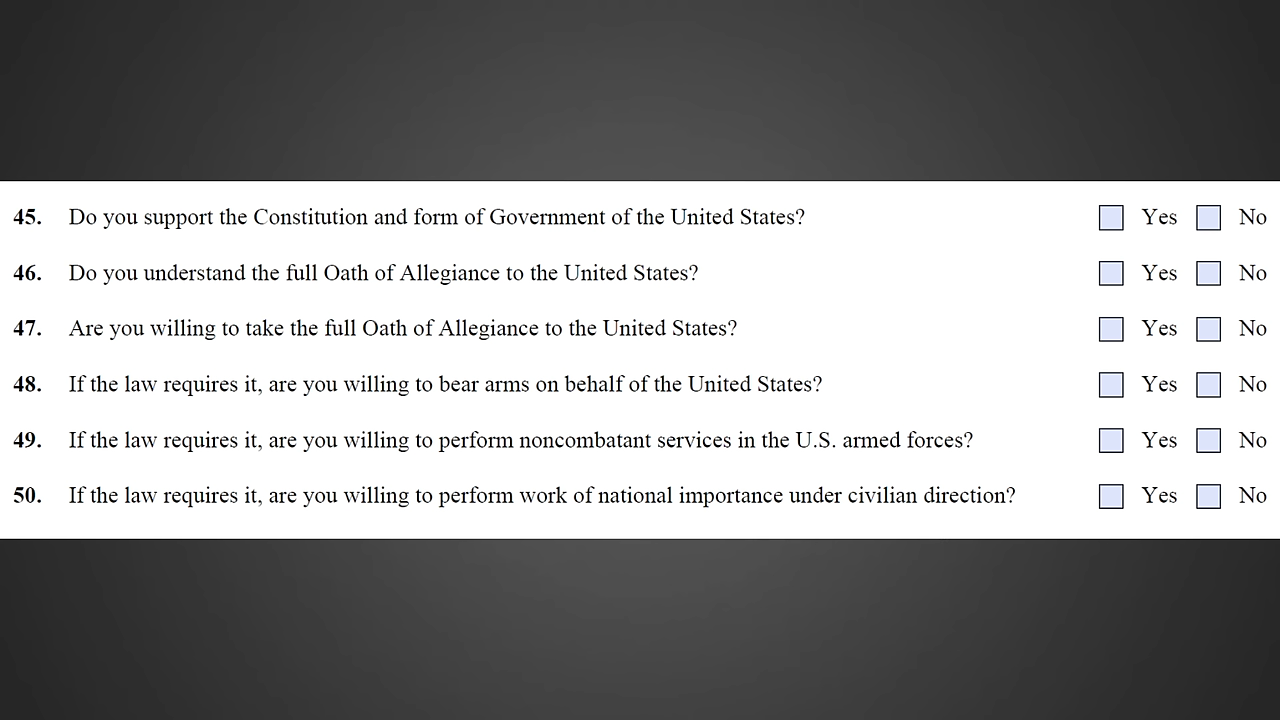 45. Do you support the Constitution and form of Government of the United States? Yes No
46. Do you understand the full Oath of Allegiance to the United States? Yes No
47. Are you willing to take the full Oath of Allegiance to the United States? Yes No
48. If the law requires it, are you willing to bear arms on behalf of the United States? Yes No
49. If the law requires it, are you willing to perform noncombatant services in the U.S. armed forces? Yes No
50. If the law requires it, are you willing to perform work of national importance under civilian direction? Yes No